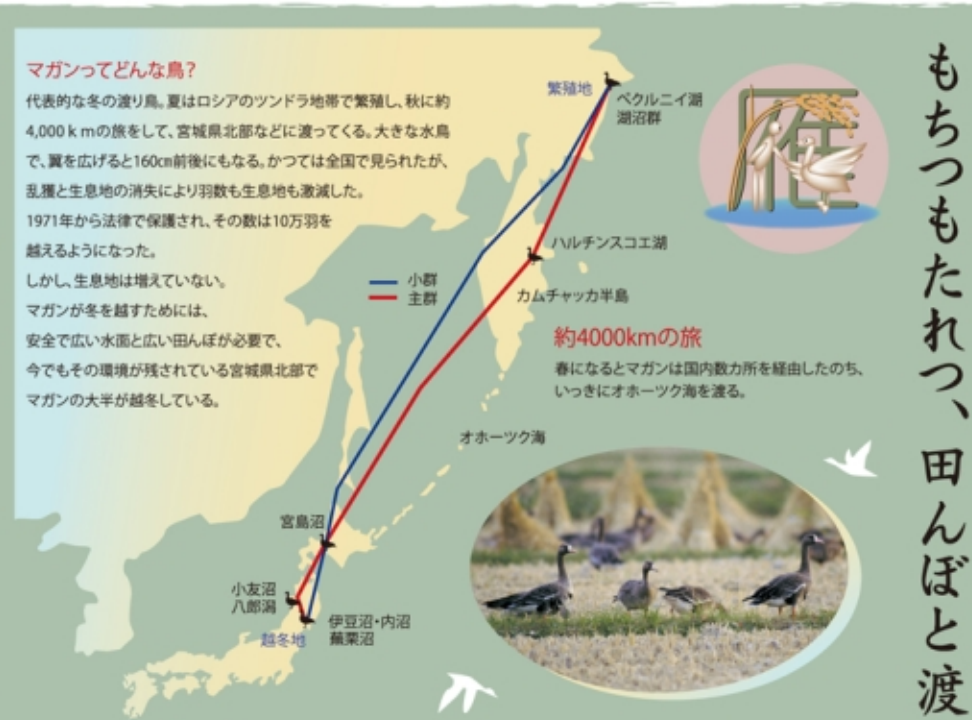 もちつもたれつ、田んぼと渡
マガンってどんな鳥?
代表的な冬の渡り鳥。夏はロシアのツンドラ地帯で繁殖し、秋に約
4,000kmの旅をして、宮城県北部などに渡ってくる。大きな水鳥
で、翼を広げると160cm前後にもなる。かつては全国で見られたが、
乱獲と生息地の消失により羽数も生息地も激減した。
1971年から法律で保護され、その数は10万羽を
越えるようになった。
しかし、生息地は増えていない。
マガンが冬を越すためには、
安全で広い水面と広い田んぼが必要で、
今でもその環境が残されている宮城県北部で
マガンの大半が越冬している。
繁殖地
ペクルニイ湖
湖沼群
雁
ハルチンスコエ湖
小群
主群
カムチャッカ半島
約4000kmの旅
春になるとマガンは国内数カ所を経由したのち、
いっきにオホーツク海を渡る。
オホーツク海
宮島沼
小友沼
八郎潟
伊豆沼・内沼
蕪栗沼
越冬地